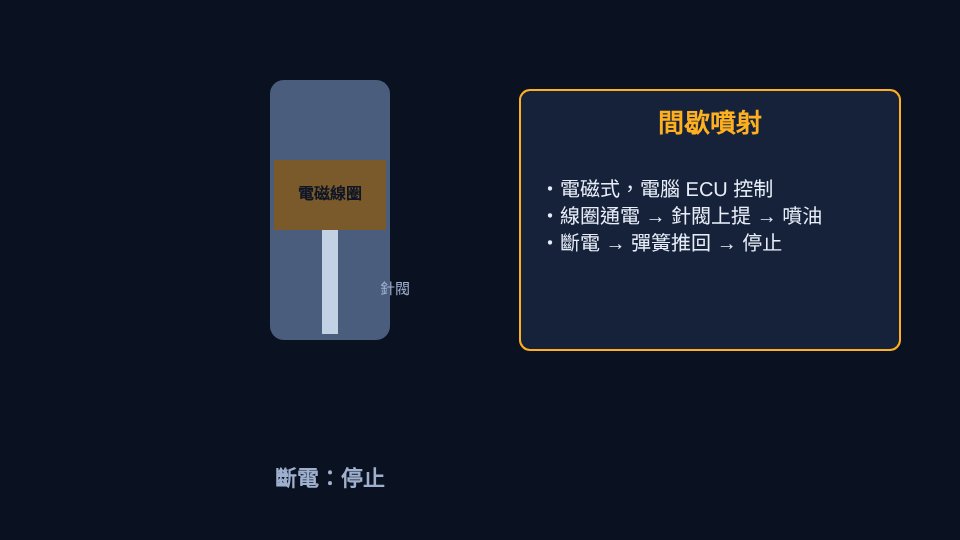 電磁線圈
針閥
斷電：停止
間歇噴射
・電磁式，電腦 ECU 控制
・線圈通電 → 針閥上提 → 噴油
・斷電 → 彈簧推回 → 停止